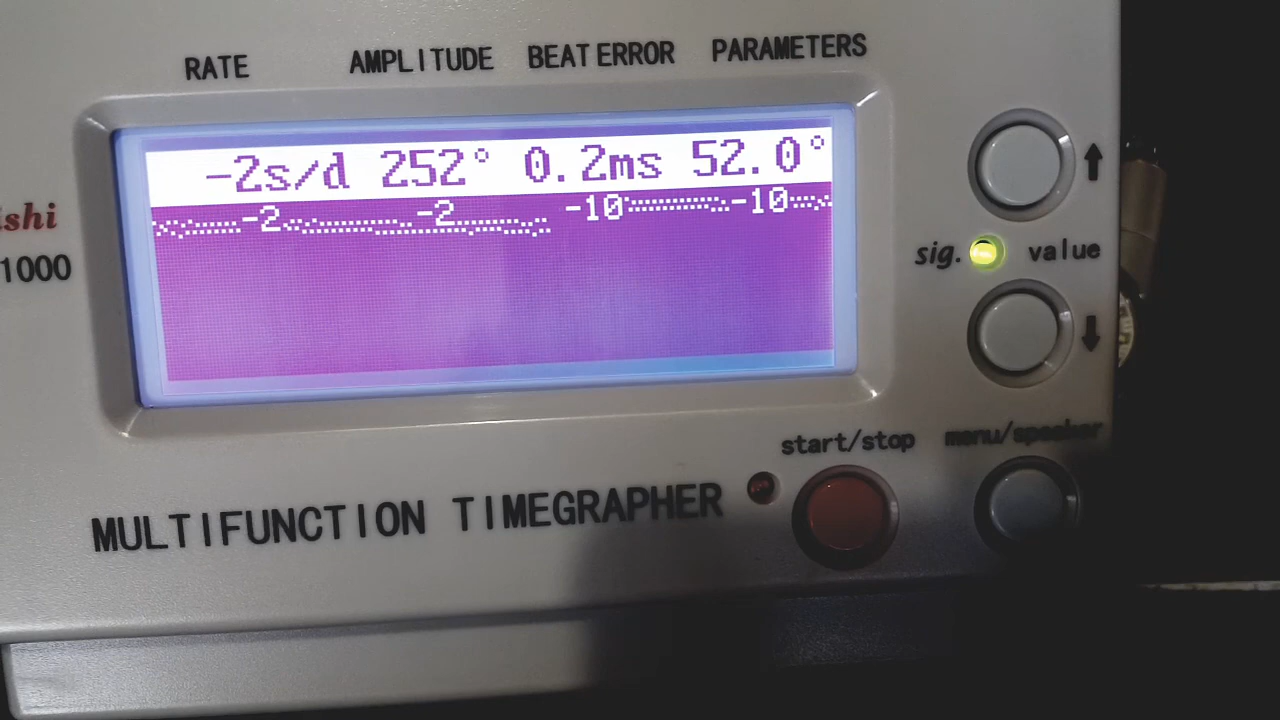 RATE AMPLITUDE BEAT ERROR PARAMETERS
-2s/d 252° 0.2ms 52.0°
-2 -2 -10 -10
ishi
1000
sig. value
start/stop menu/speaker
MULTIFUNCTION TIMEGRAPHER